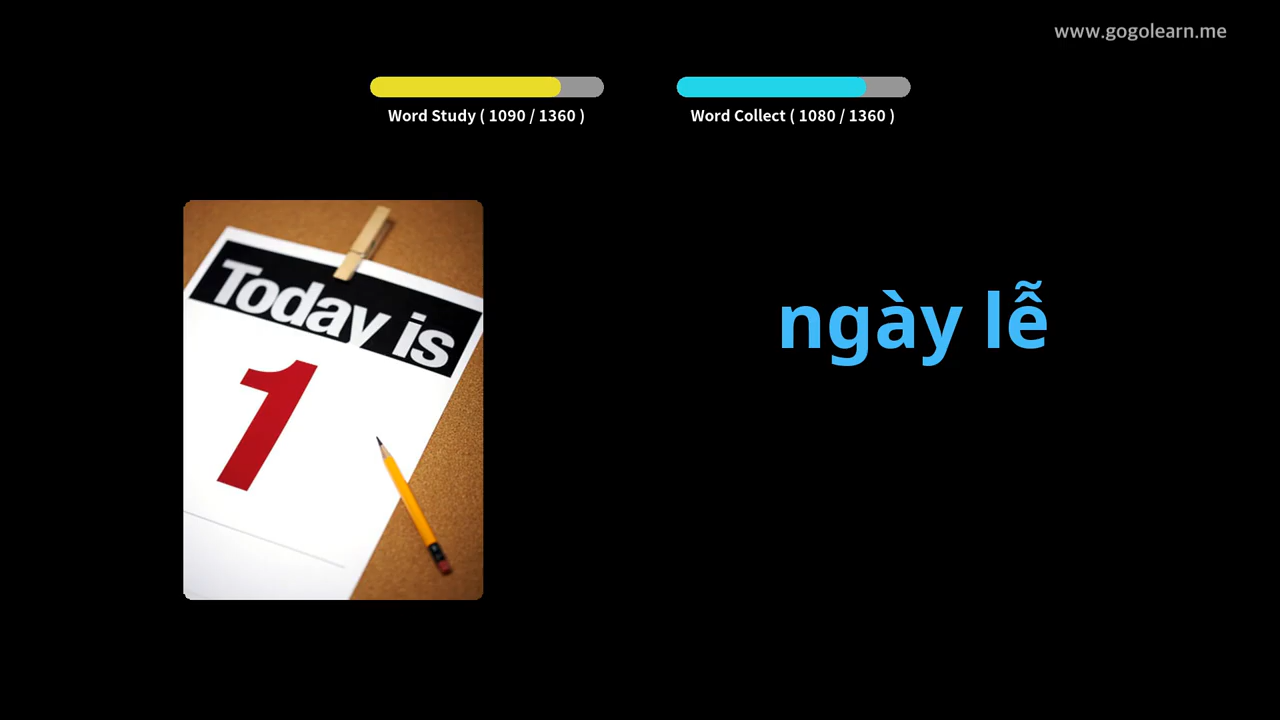 www.gogolearn.me
Word Study ( 1090 / 1360 )
Word Collect ( 1080 / 1360 )
Today is
1
ngày lễ